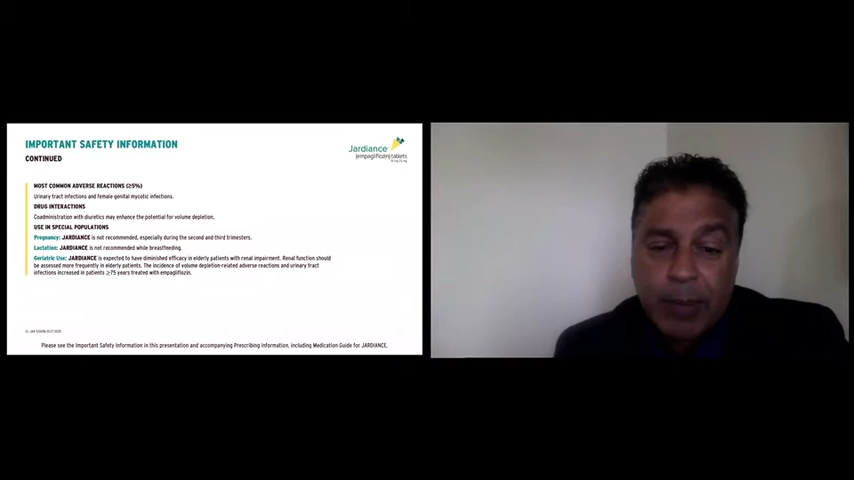 IMPORTANT SAFETY INFORMATION
CONTINUED
Jardiance
(empagliflozin) tablets
MOST COMMON ADVERSE REACTIONS (≥5%)
Urinary tract infections and female genital mycotic infections.
DRUG INTERACTIONS
Coadministration with diuretics may enhance the potential for volume depletion.
USE IN SPECIAL POPULATIONS
Pregnancy: JARDIANCE is not recommended, especially during the second and third trimesters.
Lactation: JARDIANCE is not recommended while breastfeeding.
Geriatric Use: JARDIANCE is expected to have diminished efficacy in elderly patients with renal impairment. Renal function should
be assessed more frequently in elderly patients. The incidence of volume depletion-related adverse reactions and urinary tract
infections increased in patients ≥75 years treated with empagliflozin.
Please see the Important Safety Information in this presentation and accompanying Prescribing Information, including Medication Guide for JARDIANCE.